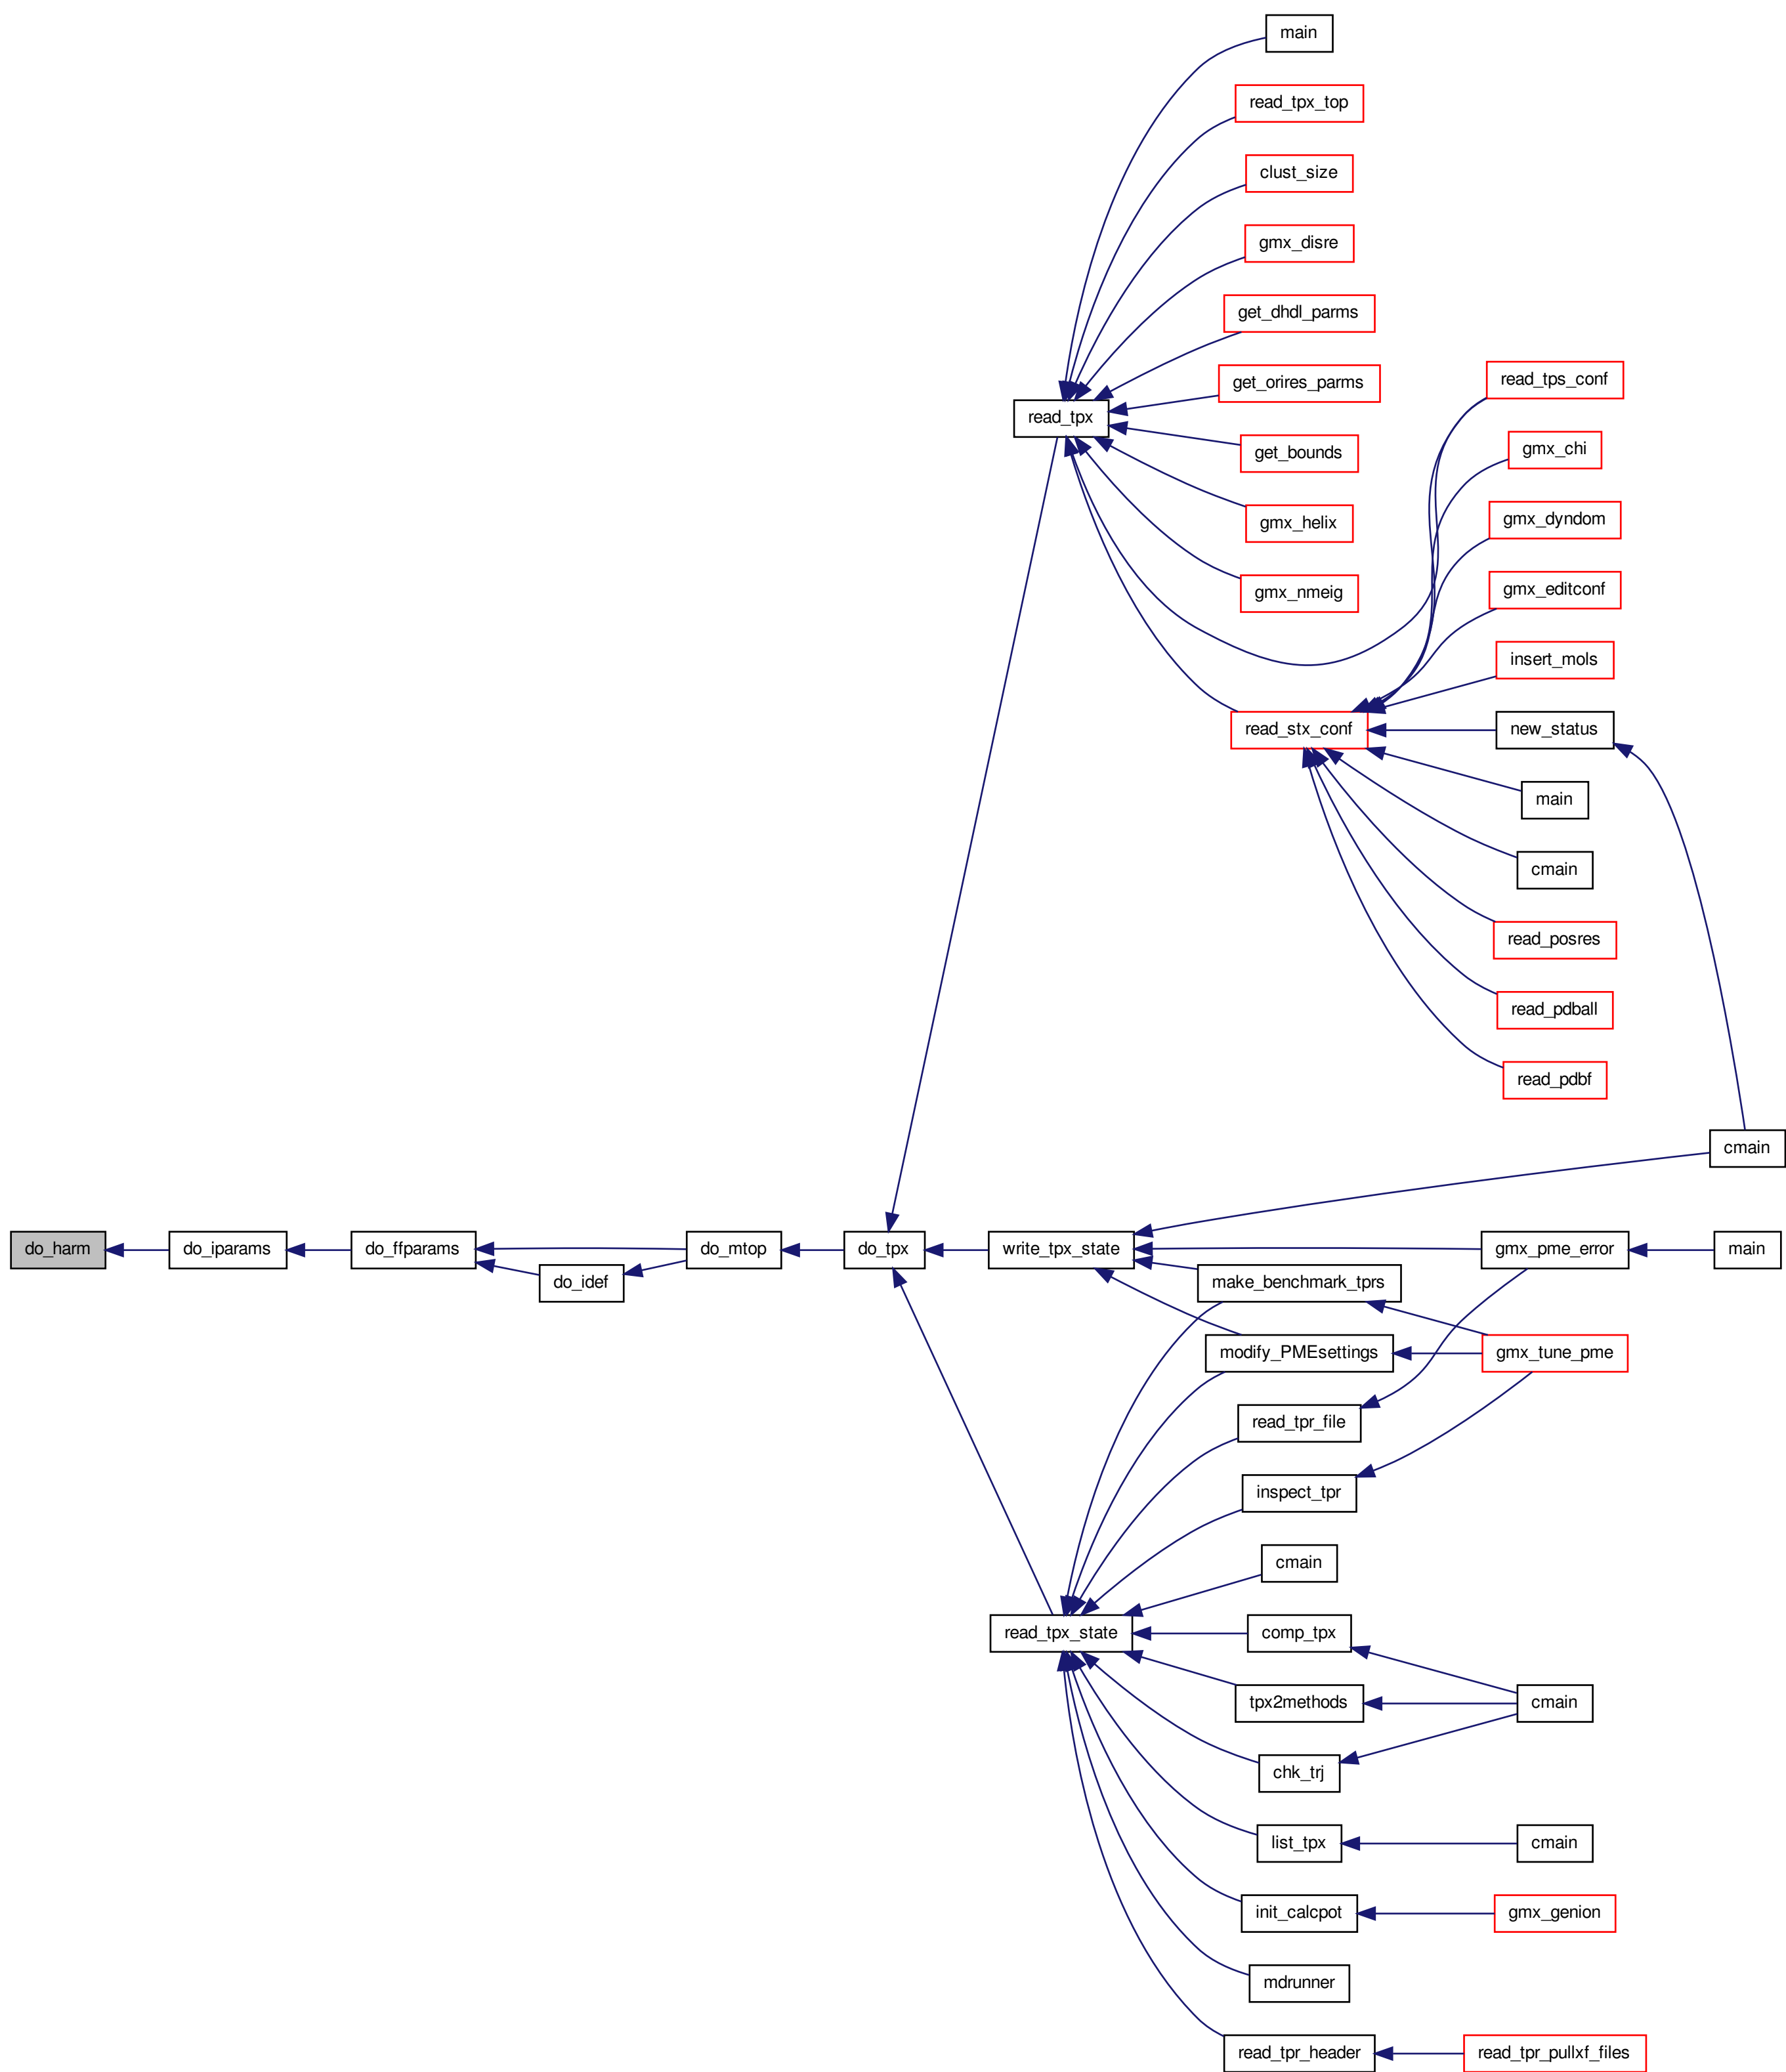 main
read_tpx_top
clust_size
gmx_disre
get_dhdl_parms
read_tps_conf
get_orires_parms
read_tpx
gmx_chi
get_bounds
gmx_dyndom
gmx_helix
gmx_editconf
gmx_nmeig
insert_mols
read_stx_conf
new_status
main
cmain
read_posres
read_pdball
read_pdbf
cmain
do_harm
do_iparams
do_ffparams
do_mtop
do_tpx
write_tpx_state
gmx_pme_error
main
do_idef
make_benchmark_tprs
modify_PMEsettings
gmx_tune_pme
read_tpr_file
inspect_tpr
cmain
read_tpx_state
comp_tpx
tpx2methods
cmain
chk_trj
list_tpx
cmain
init_calcpot
gmx_genion
mdrunner
read_tpr_header
read_tpr_pullxf_files